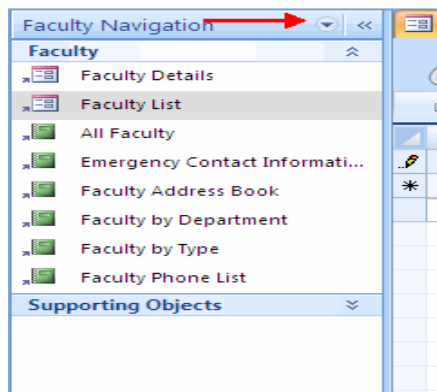 Faculty Navigation
Faculty
Faculty Details
Faculty List
All Faculty
Emergency Contact Informati...
Faculty Address Book
Faculty by Department
Faculty by Type
Faculty Phone List
Supporting Objects